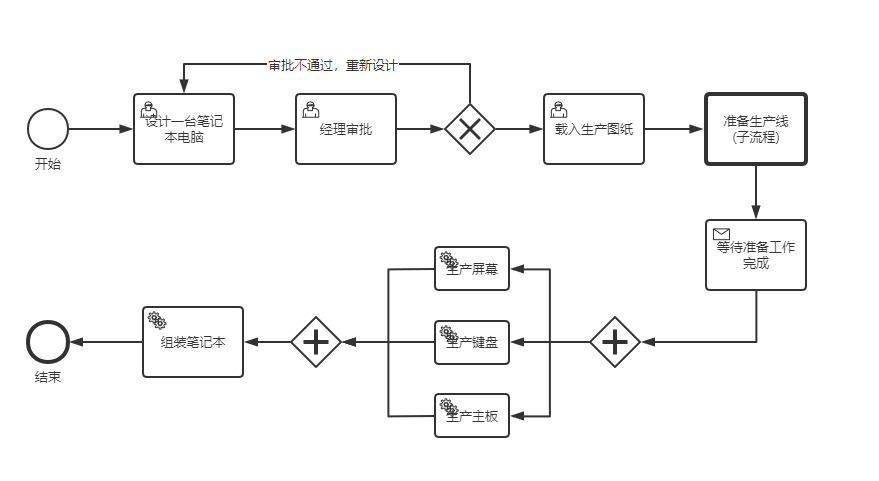 审批不通过，重新设计
开始
设计一台笔记
本电脑
经理审批
载入生产图纸
准备生产线
(子流程)
等待准备工作
完成
生产屏幕
生产键盘
生产主板
组装笔记本
结束